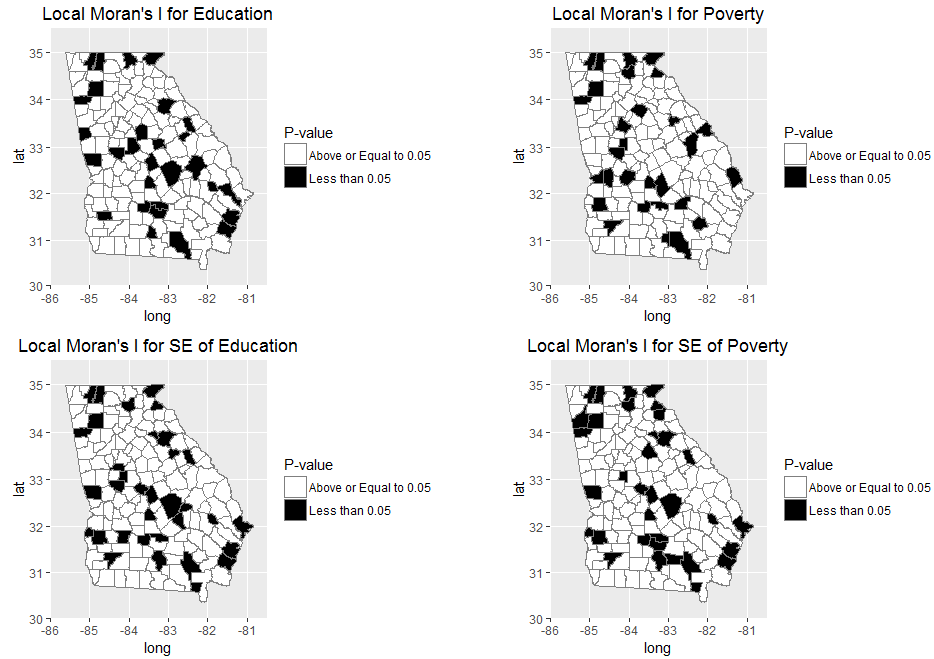 Local Moran's I for Education
35
34
33
32
31
30
lat
-86 -85 -84 -83 -82 -81
long
P-value
Above or Equal to 0.05
Less than 0.05
Local Moran's I for Poverty
35
34
33
32
31
30
lat
-86 -85 -84 -83 -82 -81
long
P-value
Above or Equal to 0.05
Less than 0.05
Local Moran's I for SE of Education
35
34
33
32
31
30
lat
-86 -85 -84 -83 -82 -81
long
P-value
Above or Equal to 0.05
Less than 0.05
Local Moran's I for SE of Poverty
35
34
33
32
31
30
lat
-86 -85 -84 -83 -82 -81
long
P-value
Above or Equal to 0.05
Less than 0.05